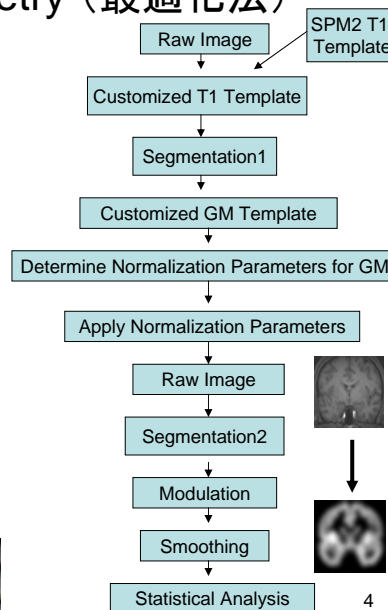 etry（最適化法）
Raw Image
SPM2 T1
Template
Customized T1 Template
Segmentation1
Customized GM Template
Determine Normalization Parameters for GM
Apply Normalization Parameters
Raw Image
Segmentation2
Modulation
Smoothing
Statistical Analysis
4